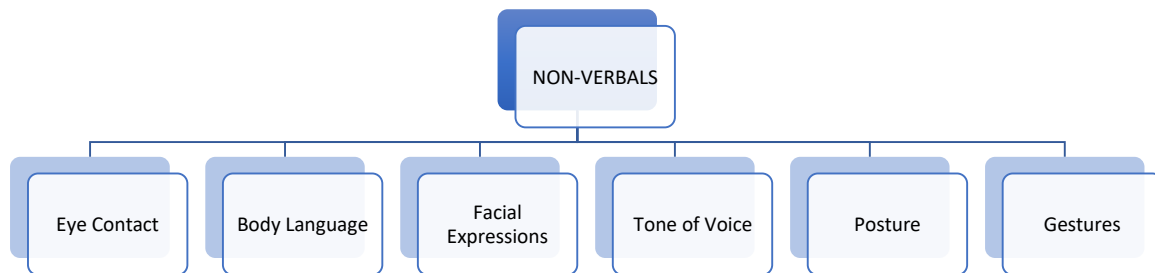 NON-VERBALS
Eye Contact
Body Language
Facial
Expressions
Tone of Voice
Posture
Gestures